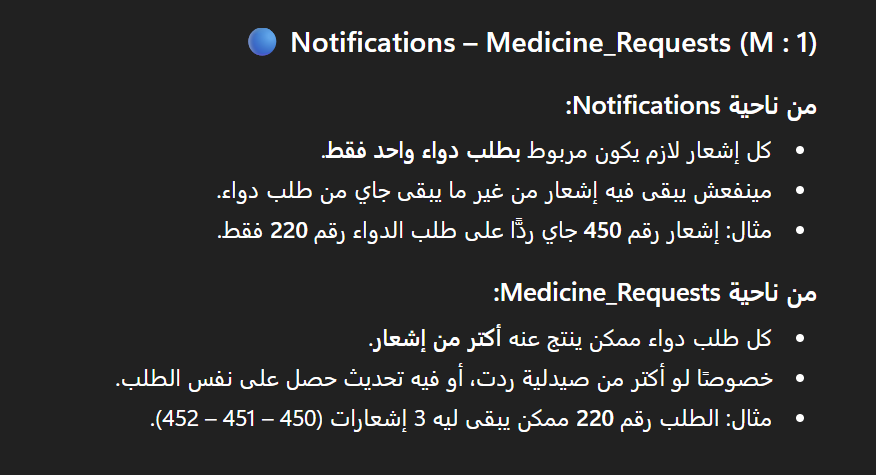 Notifications – Medicine_Requests (M : 1)
من ناحية Notifications:
كل إشعار لازم يكون مربوط بطلب دواء واحد فقط.
مينفعش يبقى فيه إشعار من غير ما يبقى جاي من طلب دواء.
مثال: إشعار رقم 450 جاي ردًّا على طلب الدواء رقم 220 فقط.
من ناحية Medicine_Requests:
كل طلب دواء ممكن ينتج عنه أكتر من إشعار.
خصوصًا لو أكتر من صيدلية ردت، أو فيه تحديث حصل على نفس الطلب.
مثال: الطلب رقم 220 ممكن يبقى ليه 3 إشعارات (450 – 451 – 452).